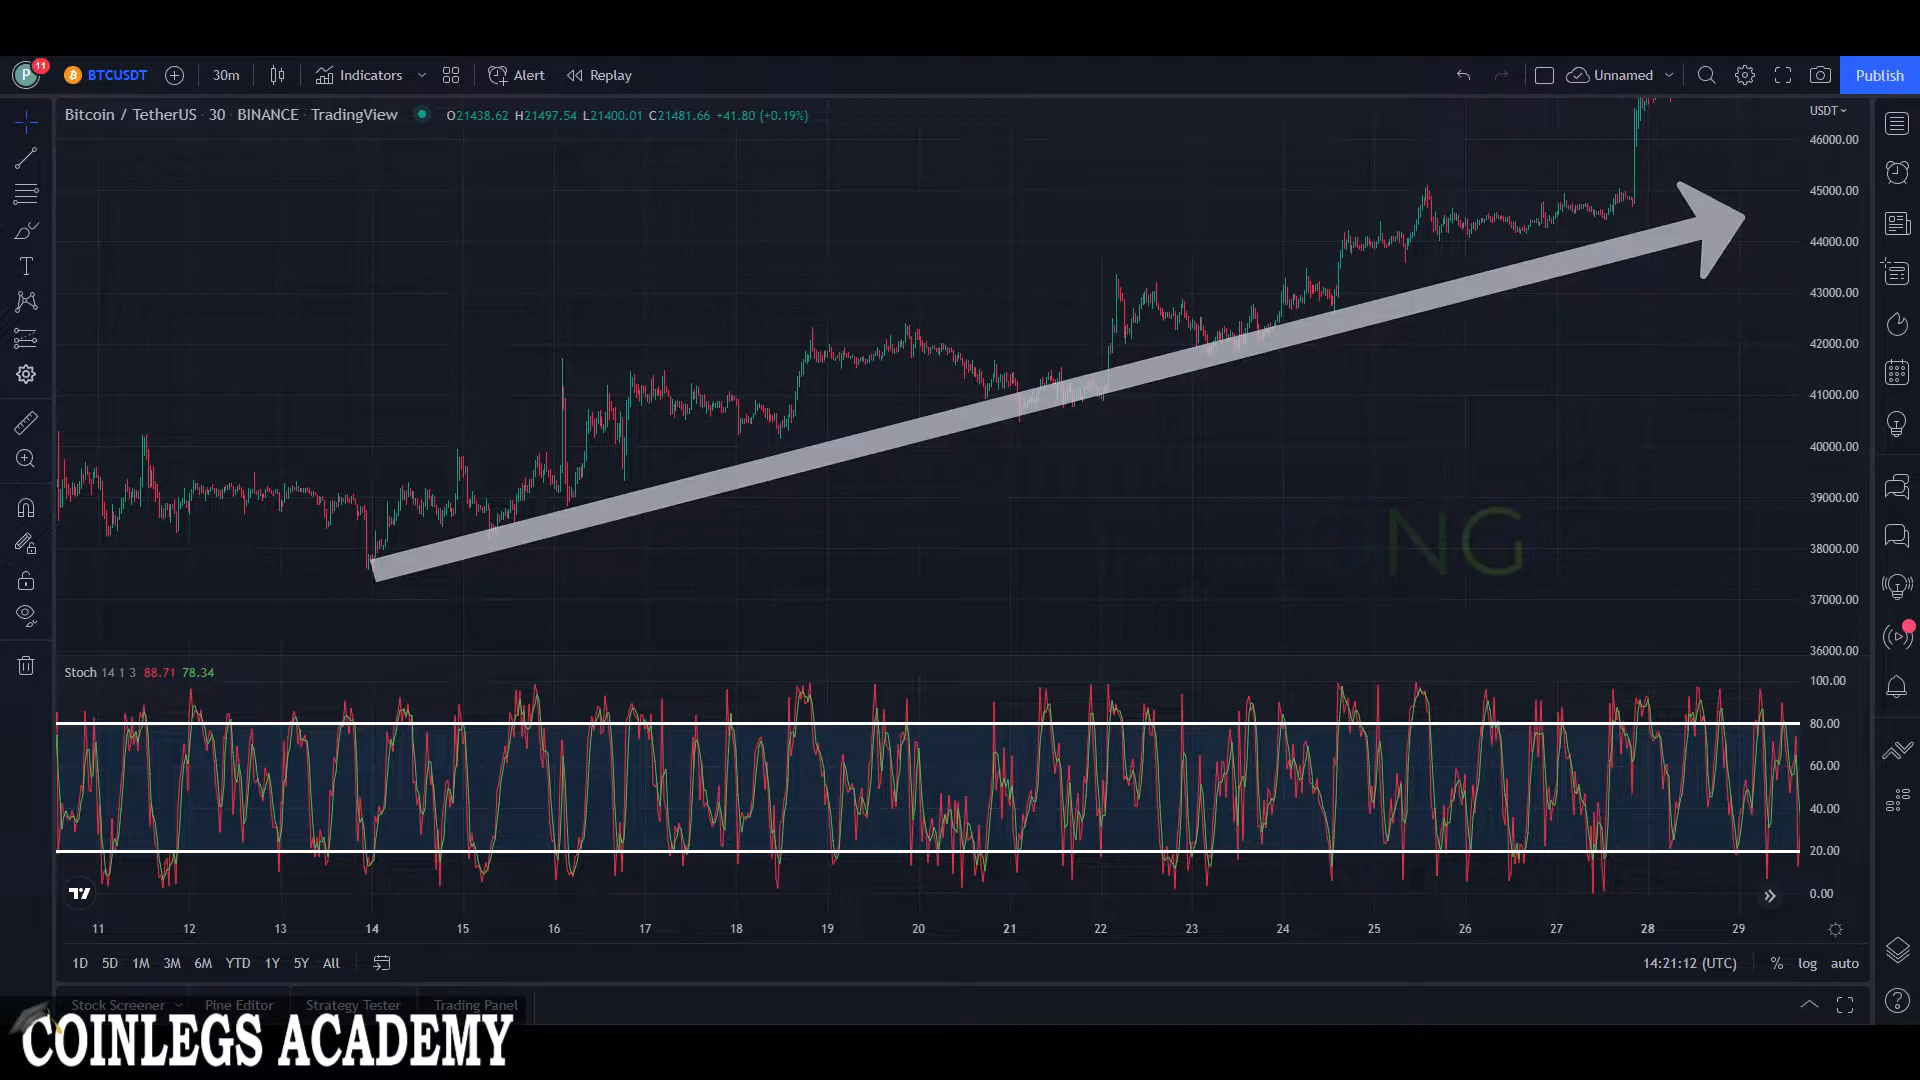 P 11 BTCUSDT 30m Indicators Alert Replay Unnamed Publish
Bitcoin / TetherUS · 30 · BINANCE · TradingView O21438.62 H21497.54 L21400.01 C21481.66 +41.80 (+0.19%)
USDT
46000.00
45000.00
44000.00
43000.00
42000.00
41000.00
40000.00
39000.00
38000.00
37000.00
36000.00
NG
Stoch 14 1 3 88.71 78.34
100.00
80.00
60.00
40.00
20.00
0.00
11 12 13 14 15 16 17 18 19 20 21 22 23 24 25 26 27 28 29
1D 5D 1M 3M 6M YTD 1Y 5Y All 14:21:12 (UTC) % log auto
Stock Screener Pine Editor Strategy Tester Trading Panel
COINLEGS ACADEMY